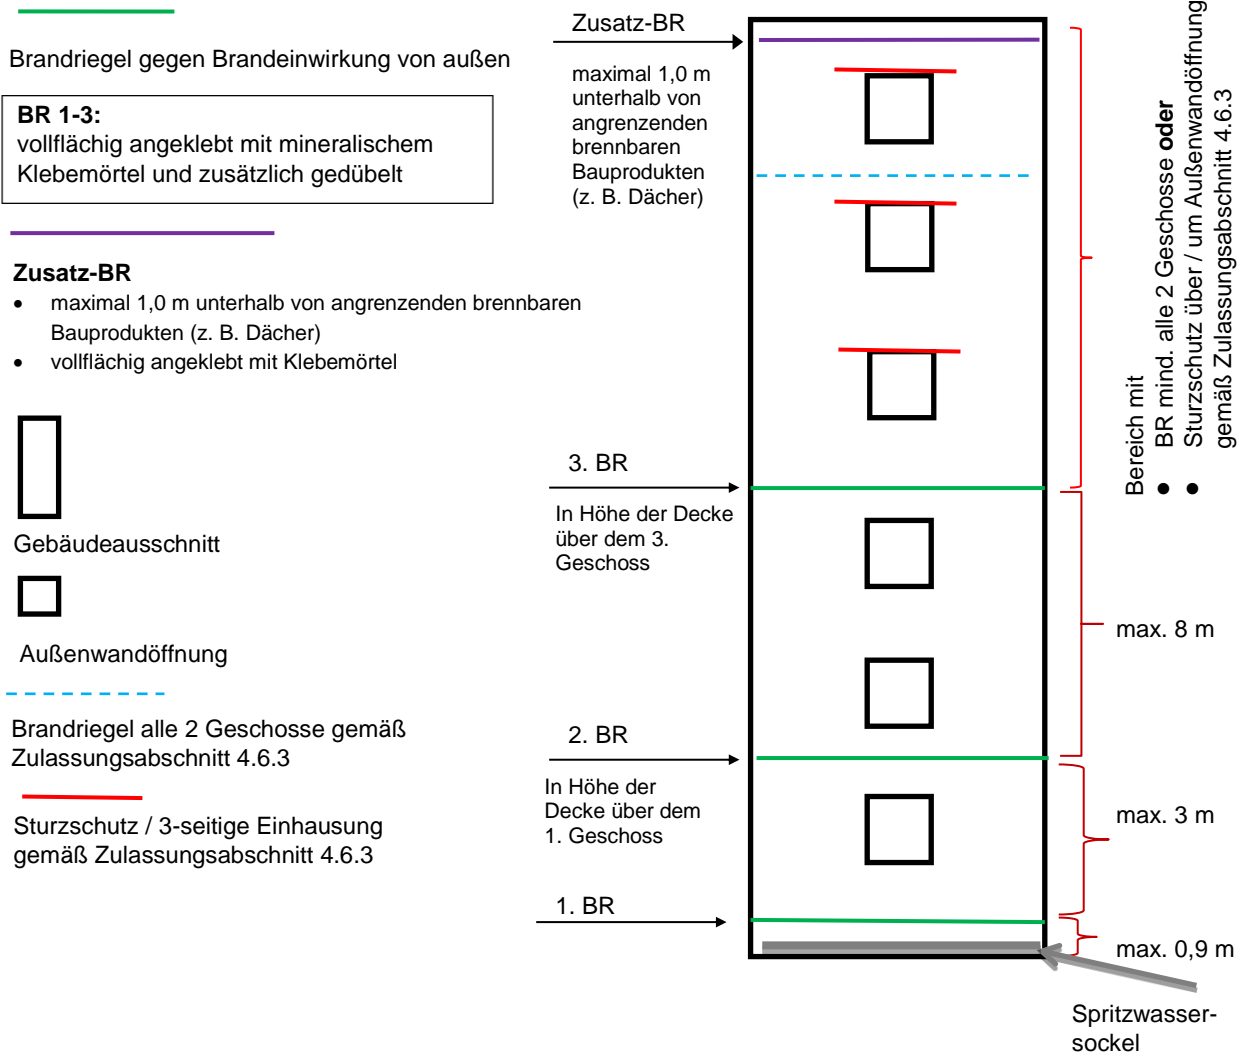 Brandriegel gegen Brandeinwirkung von außen
BR 1-3:
vollflächig angeklebt mit mineralischem
Klebemörtel und zusätzlich gedübelt
Zusatz-BR
• maximal 1,0 m unterhalb von angrenzenden brennbaren
Bauprodukten (z. B. Dächer)
• vollflächig angeklebt mit Klebemörtel
Gebäudeausschnitt
Außenwandöffnung
Brandriegel alle 2 Geschosse gemäß
Zulassungsabschnitt 4.6.3
Sturzschutz / 3-seitige Einhausung
gemäß Zulassungsabschnitt 4.6.3
Zusatz-BR
maximal 1,0 m
unterhalb von
angrenzenden
brennbaren
Bauprodukten
(z. B. Dächer)
3. BR
In Höhe der Decke
über dem 3.
Geschoss
2. BR
In Höhe der
Decke über dem
1. Geschoss
1. BR
Bereich mit
• BR mind. alle 2 Geschosse oder
• Sturzschutz über / um Außenwandöffnung
gemäß Zulassungsabschnitt 4.6.3
max. 8 m
max. 3 m
max. 0,9 m
Spritzwasser-
sockel